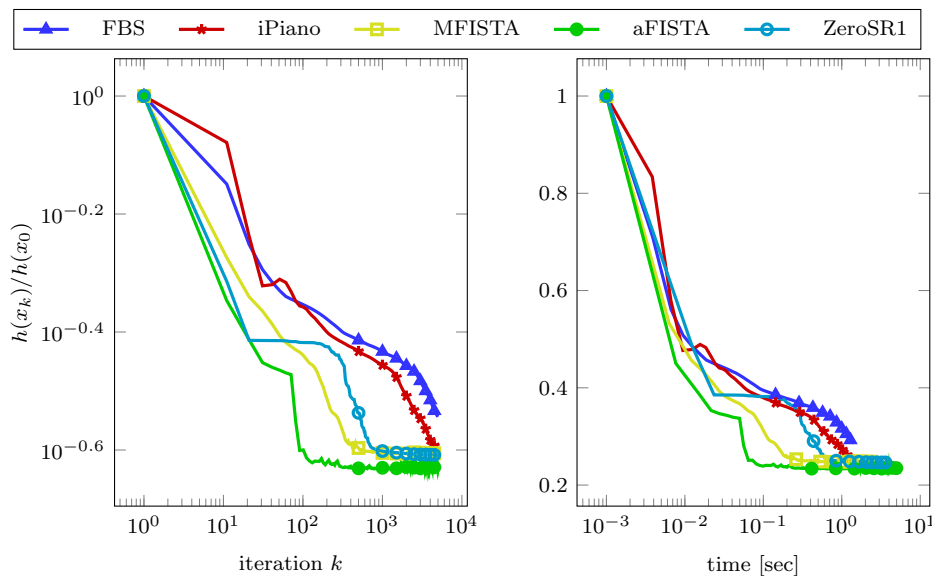 FBS iPiano MFISTA aFISTA ZeroSR1
10^0
10^−0.2
10^−0.4
10^−0.6
h(x_k)/h(x_0)
10^0 10^1 10^2 10^3 10^4
iteration k
1
0.8
0.6
0.4
0.2
10^−3 10^−2 10^−1 10^0 10^1
time [sec]